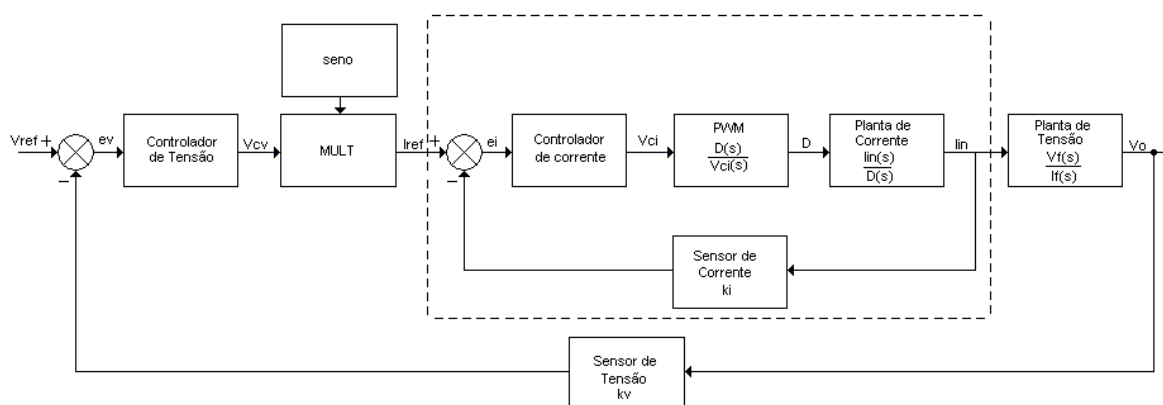 seno
Vref +
ev
Controlador
de Tensão
Vcv
MULT
Iref
+
ei
Controlador
de corrente
Vci
PWM
D(s)
Vci(s)
D
Planta de
Corrente
Iin(s)
D(s)
Iin
Planta de
Tensão
Vf(s)
If(s)
Vo
−
−
Sensor de
Corrente
ki
Sensor de
Tensão
kv